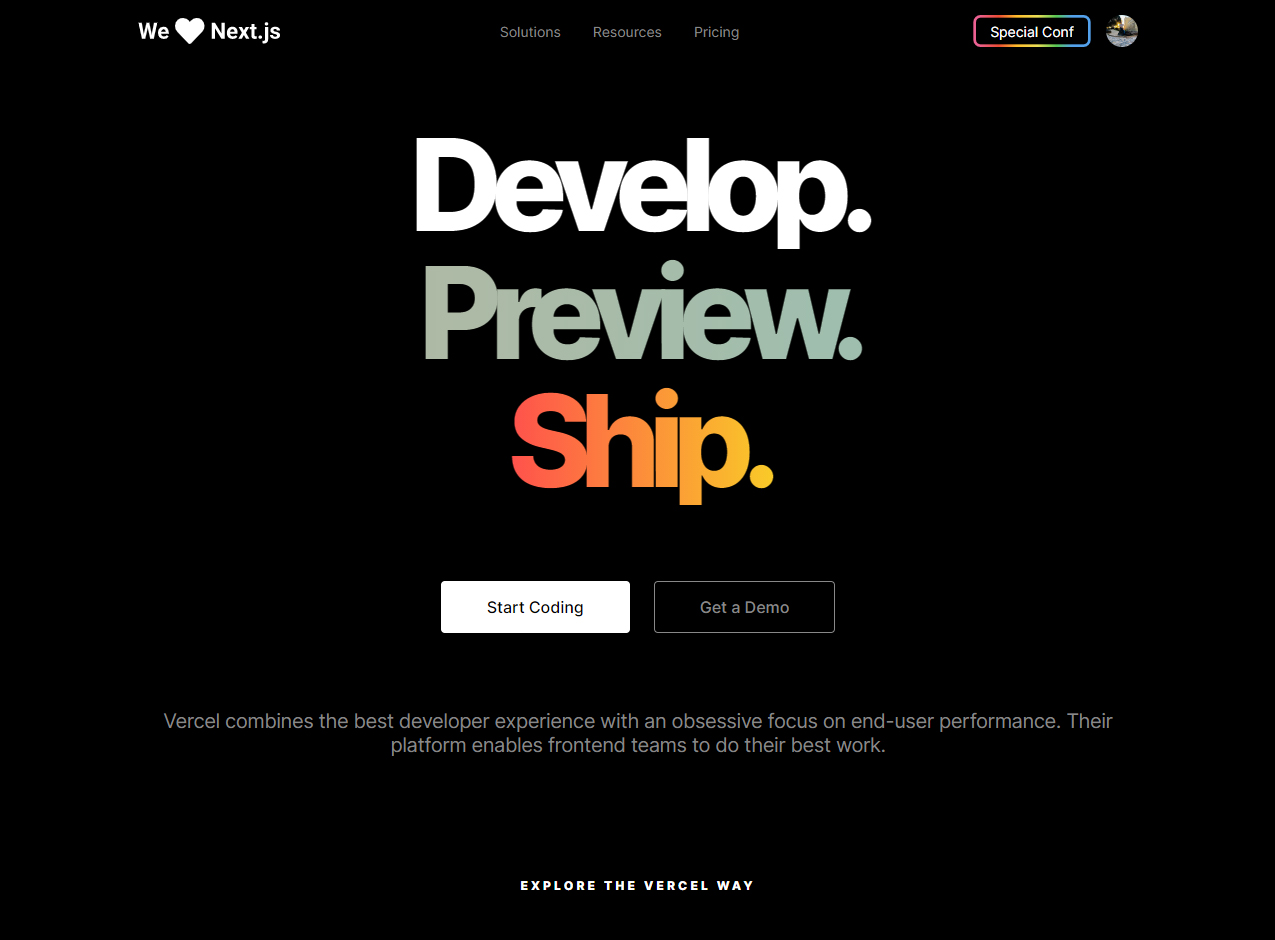 We Next.js
Solutions
Resources
Pricing
Special Conf
Develop.
Preview.
Ship.
Start Coding
Get a Demo
Vercel combines the best developer experience with an obsessive focus on end-user performance. Their
platform enables frontend teams to do their best work.
EXPLORE THE VERCEL WAY